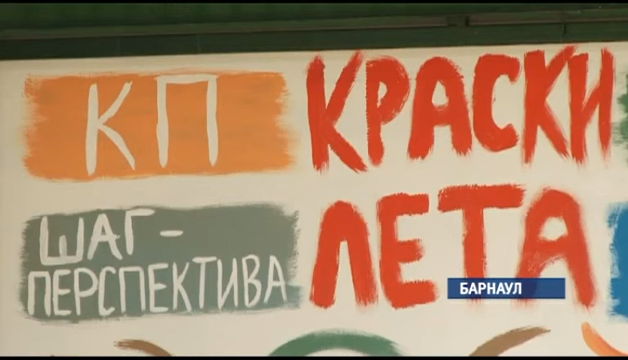 КП
КРАСКИ
ЛЕТА
ШАГ-
ПЕРСПЕКТИВА
БАРНАУЛ